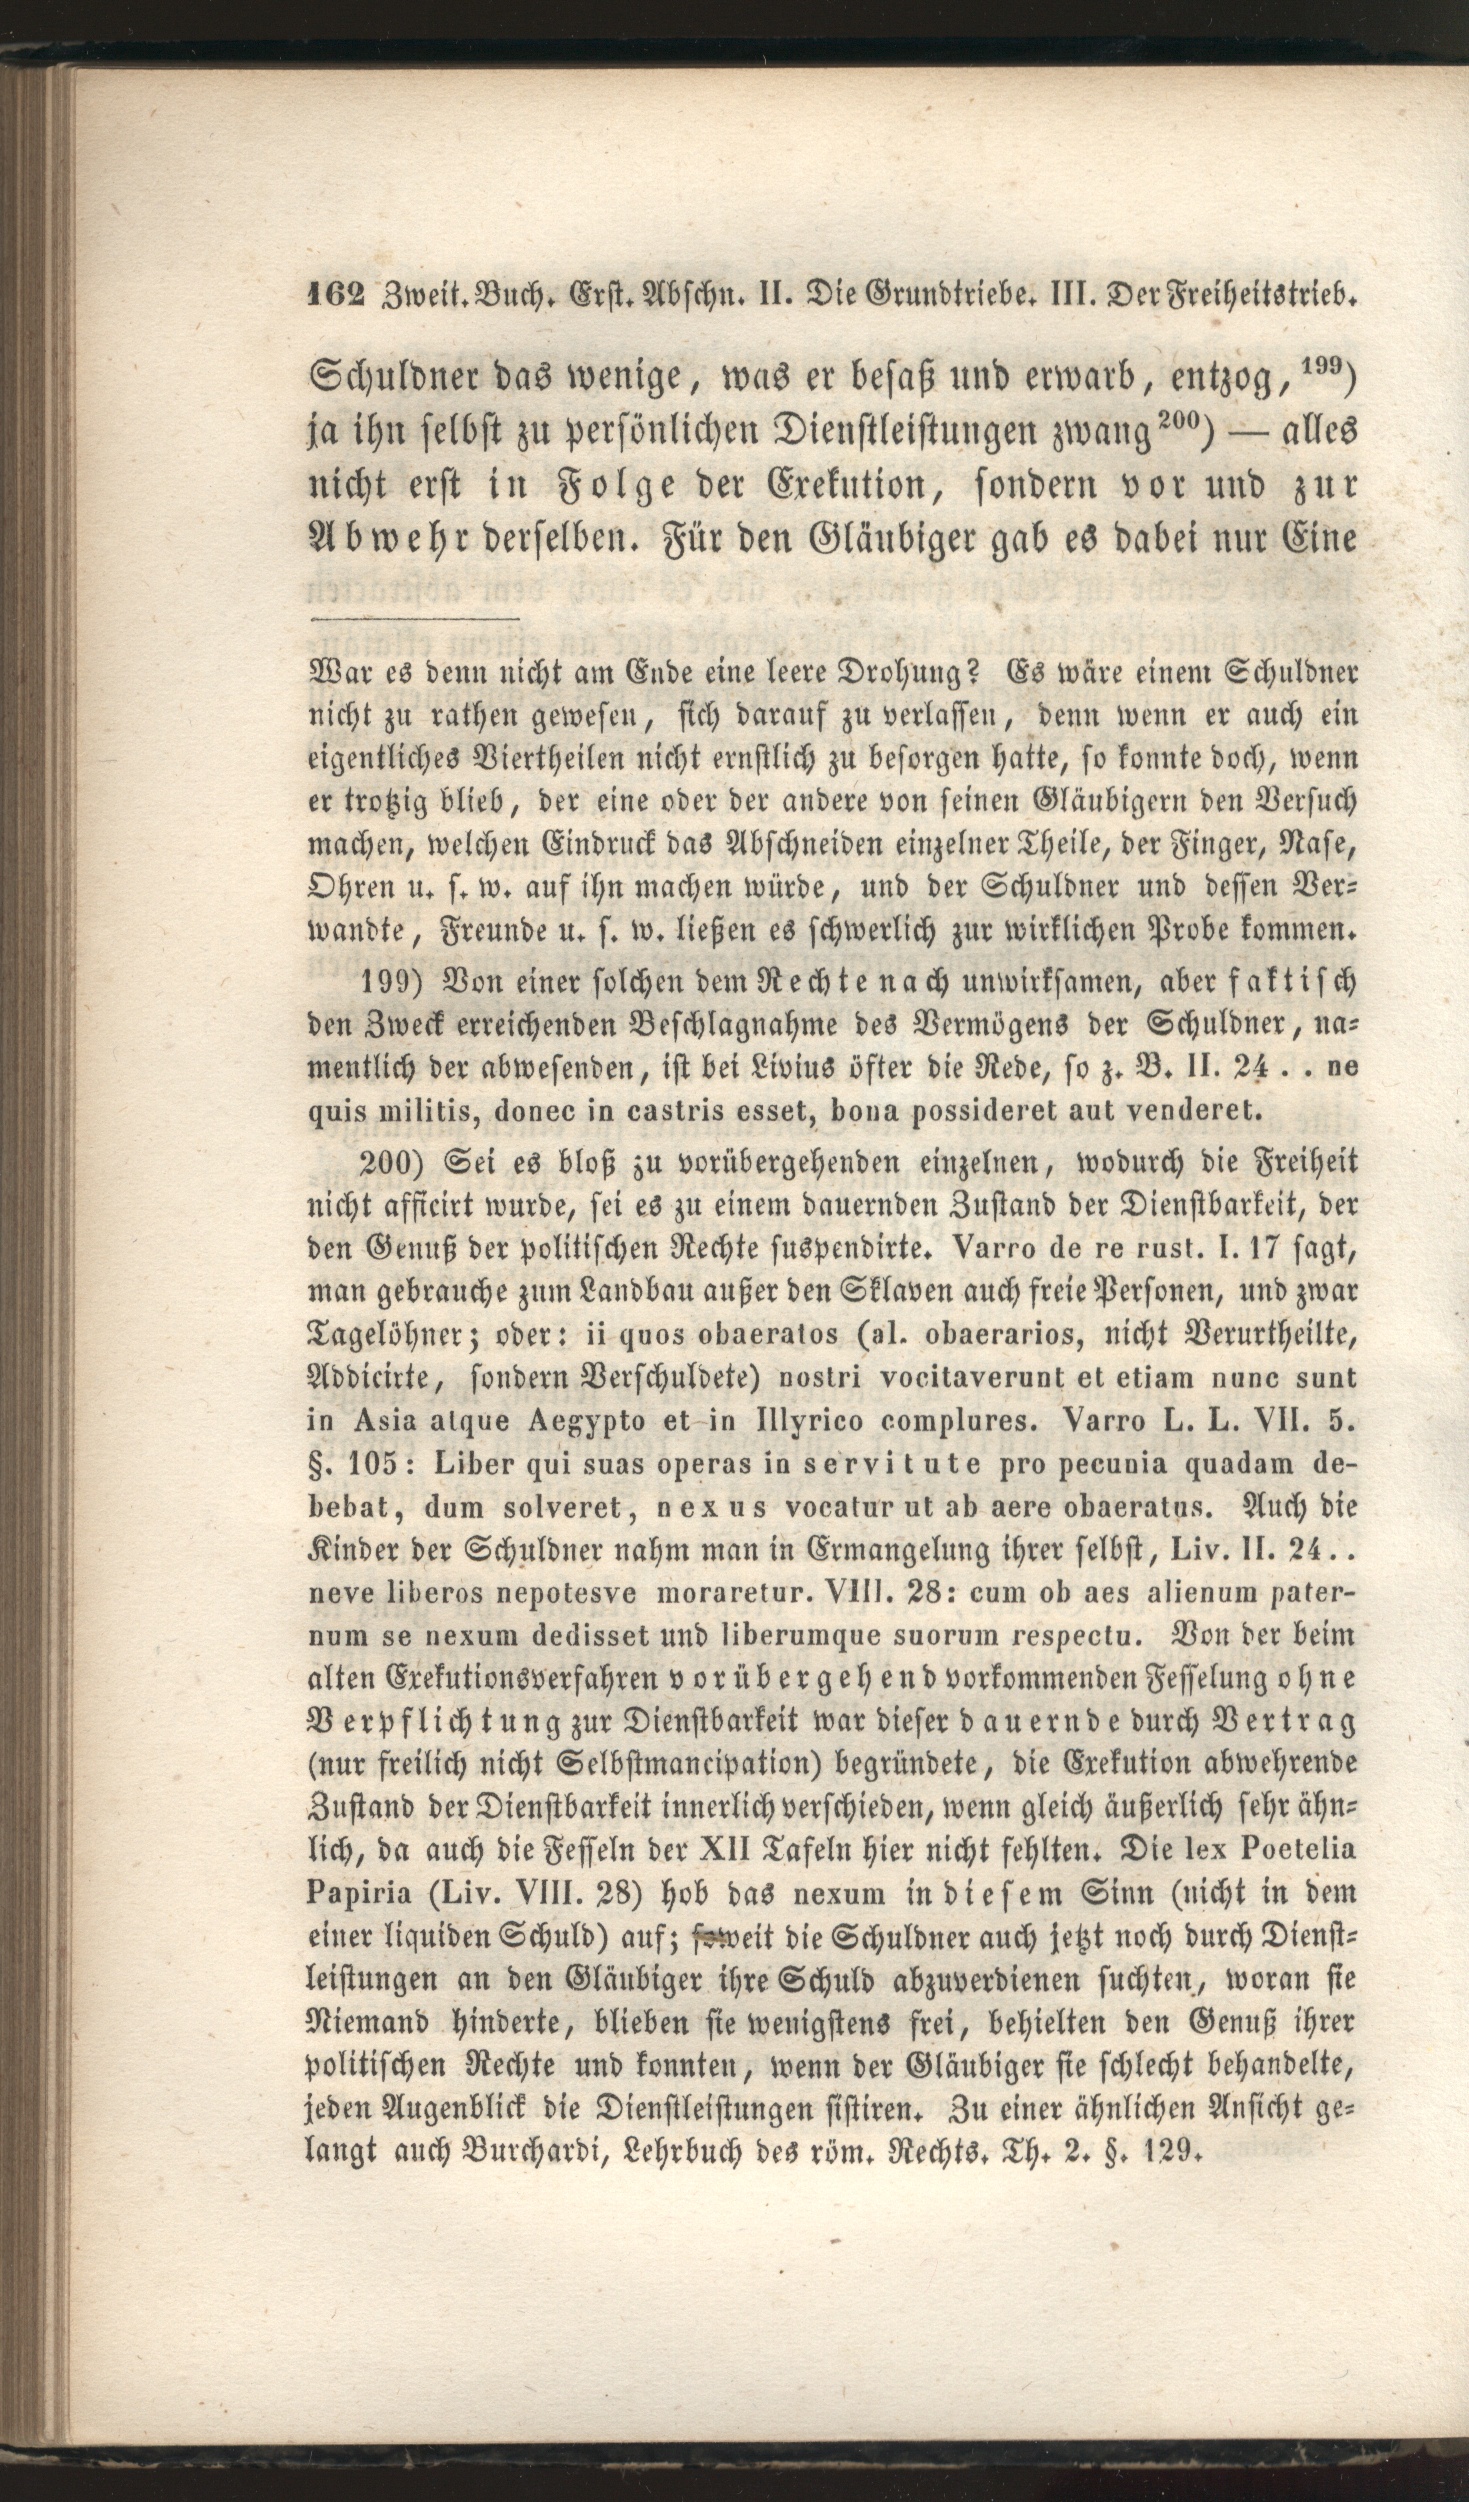 162 Zweit. Buch. Erst. Abschn. II. Die Grundtriebe. III. Der Freiheitstrieb.
Schuldner das wenige, was er besaß und erwarb, entzog, 199)
ja ihn selbst zu persönlichen Dienstleistungen zwang 200) — alles
nicht erst in Folge der Exekution, sondern vor und zur
Abwehr derselben. Für den Gläubiger gab es dabei nur Eine
War es denn nicht am Ende eine leere Drohung? Es wäre einem Schuldner
nicht zu rathen gewesen, sich darauf zu verlassen, denn wenn er auch ein
eigentliches Viertheilen nicht ernstlich zu besorgen hatte, so konnte doch, wenn
er trotzig blieb, der eine oder der andere von seinen Gläubigern den Versuch
machen, welchen Eindruck das Abschneiden einzelner Theile, der Finger, Nase,
Ohren u. s. w. auf ihn machen würde, und der Schuldner und dessen Ver-
wandte, Freunde u. s. w. ließen es schwerlich zur wirklichen Probe kommen.
199) Von einer solchen dem Rechte nach unwirksamen, aber faktisch
den Zweck erreichenden Beschlagnahme des Vermögens der Schuldner, na-
mentlich der abwesenden, ist bei Livius öfter die Rede, so z. B. II. 24 . . ne
quis militis, donec in castris esset, bona possideret aut venderet.
200) Sei es bloß zu vorübergehenden einzelnen, wodurch die Freiheit
nicht afficirt wurde, sei es zu einem dauernden Zustand der Dienstbarkeit, der
den Genuß der politischen Rechte suspendirte. Varro de re rust. I. 17 sagt,
man gebrauche zum Landbau außer den Sklaven auch freie Personen, und zwar
Tagelöhner; oder: ii quos obaeratos (al. obaerarios, nicht Verurtheilte,
Addicirte, sondern Verschuldete) nostri vocitaverunt et etiam nunc sunt
in Asia atque Aegypto et in Illyrico complures. Varro L. L. VII. 5.
§. 105: Liber qui suas operas in servitute pro pecunia quadam de-
bebat, dum solveret, nexus vocatur ut ab aere obaeratus. Auch die
Kinder der Schuldner nahm man in Ermangelung ihrer selbst, Liv. II. 24 . .
neve liberos nepotesve moraretur. VIII. 28: cum ob aes alienum pater-
num se nexum dedisset und liberumque suorum respectu. Von der beim
alten Exekutionsverfahren vorübergehend vorkommenden Fesselung ohne
Verpflichtung zur Dienstbarkeit war dieser dauernde durch Vertrag
(nur freilich nicht Selbstmancipation) begründete, die Exekution abwehrende
Zustand der Dienstbarkeit innerlich verschieden, wenn gleich äußerlich sehr ähn-
lich, da auch die Fesseln der XII Tafeln hier nicht fehlten. Die lex Poetelia
Papiria (Liv. VIII. 28) hob das nexum in diesem Sinn (nicht in dem
einer liquiden Schuld) auf; soweit die Schuldner auch jetzt noch durch Dienst-
leistungen an den Gläubiger ihre Schuld abzuverdienen suchten, woran sie
Niemand hinderte, blieben sie wenigstens frei, behielten den Genuß ihrer
politischen Rechte und konnten, wenn der Gläubiger sie schlecht behandelte,
jeden Augenblick die Dienstleistungen sistiren. Zu einer ähnlichen Ansicht ge-
langt auch Burchardi, Lehrbuch des röm. Rechts. Th. 2. §. 129.